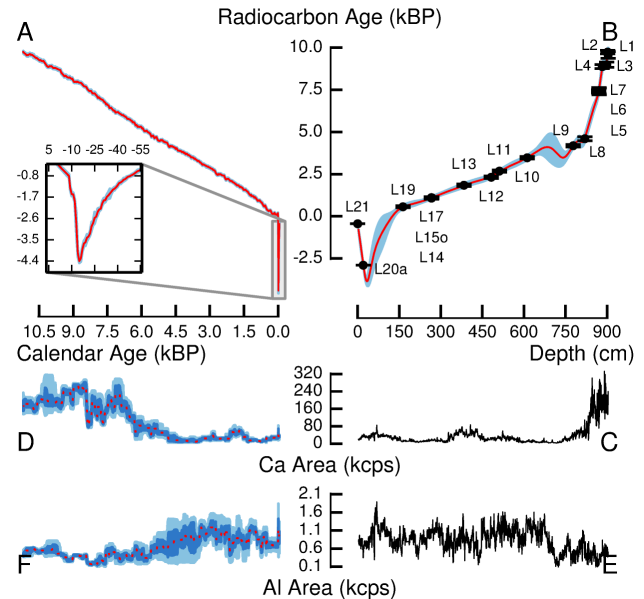 Radiocarbon Age (kBP)
A
B
10.0
7.5
5.0
2.5
0.0
-2.5
5 -10 -25 -40 -55
-0.8
-1.7
-2.6
-3.5
-4.4
L2 L1
L4 L3
L7
L6
L9 L5
L8
L11
L13 L10
L12
L19
L21 L17
L15o
L14
L20a
10.5 9.0 7.5 6.0 4.5 3.0 1.5 0.0
0 150 300 450 600 750 900
Calendar Age (kBP)
Depth (cm)
320
240
160
80
0
D
C
Ca Area (kcps)
2.1
1.6
1.1
0.6
0.1
F
E
Al Area (kcps)